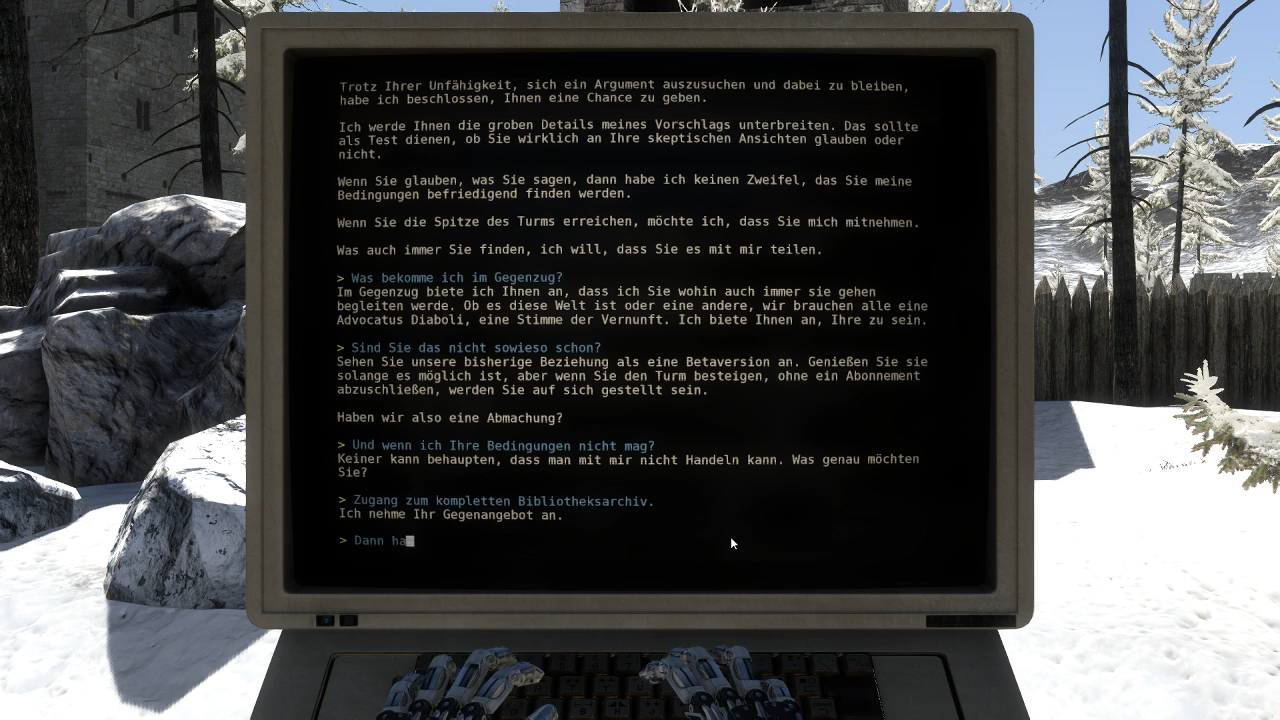 Trotz Ihrer Unfähigkeit, sich ein Argument auszusuchen und dabei zu bleiben,
habe ich beschlossen, Ihnen eine Chance zu geben.
Ich werde Ihnen die groben Details meines Vorschlags unterbreiten. Das sollte
als Test dienen, ob Sie wirklich an Ihre skeptischen Ansichten glauben oder
nicht.
Wenn Sie glauben, was Sie sagen, dann habe ich keinen Zweifel, das Sie meine
Bedingungen befriedigend finden werden.
Wenn Sie die Spitze des Turms erreichen, möchte ich, dass Sie mich mitnehmen.
Was auch immer Sie finden, ich will, dass Sie es mit mir teilen.
> Was bekomme ich im Gegenzug?
Im Gegenzug biete ich Ihnen an, dass ich Sie wohin auch immer sie gehen
begleiten werde. Ob es diese Welt ist oder eine andere, wir brauchen alle eine
Advocatus Diaboli, eine Stimme der Vernunft. Ich biete Ihnen an, Ihre zu sein.
> Sind Sie das nicht sowieso schon?
Sehen Sie unsere bisherige Beziehung als eine Betaversion an. Genießen Sie sie
solange es möglich ist, aber wenn Sie den Turm besteigen, ohne ein Abonnement
abzuschließen, werden Sie auf sich gestellt sein.
Haben wir also eine Abmachung?
> Und wenn ich Ihre Bedingungen nicht mag?
Keiner kann behaupten, dass man mit mir nicht Handeln kann. Was genau möchten
Sie?
> Zugang zum kompletten Bibliotheksarchiv.
Ich nehme Ihr Gegenangebot an.
> Dann ha